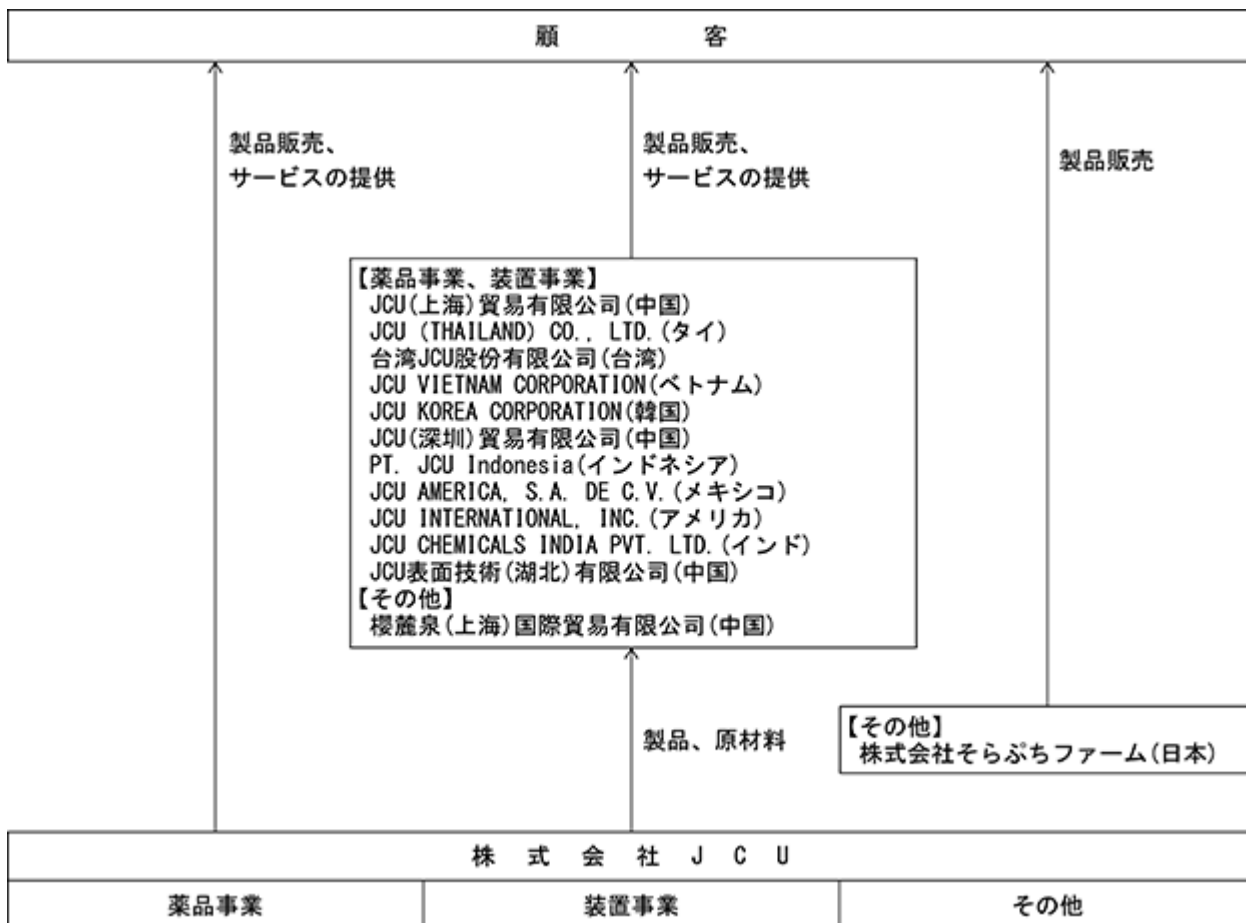 顧客
製品販売、
サービスの提供
製品販売、
サービスの提供
製品販売
【薬品事業、装置事業】
JCU(上海)貿易有限公司(中国)
JCU (THAILAND) CO., LTD.(タイ)
台湾JCU股份有限公司(台湾)
JCU VIETNAM CORPORATION(ベトナム)
JCU KOREA CORPORATION(韓国)
JCU(深圳)貿易有限公司(中国)
PT. JCU Indonesia(インドネシア)
JCU AMERICA, S.A. DE C.V.(メキシコ)
JCU INTERNATIONAL, INC.(アメリカ)
JCU CHEMICALS INDIA PVT. LTD.(インド)
JCU表面技術(湖北)有限公司(中国)
【その他】
櫻麓泉(上海)国際貿易有限公司(中国)
製品、原材料
【その他】
株式会社そらぷちファーム(日本)
株式会社JCU
薬品事業
装置事業
その他